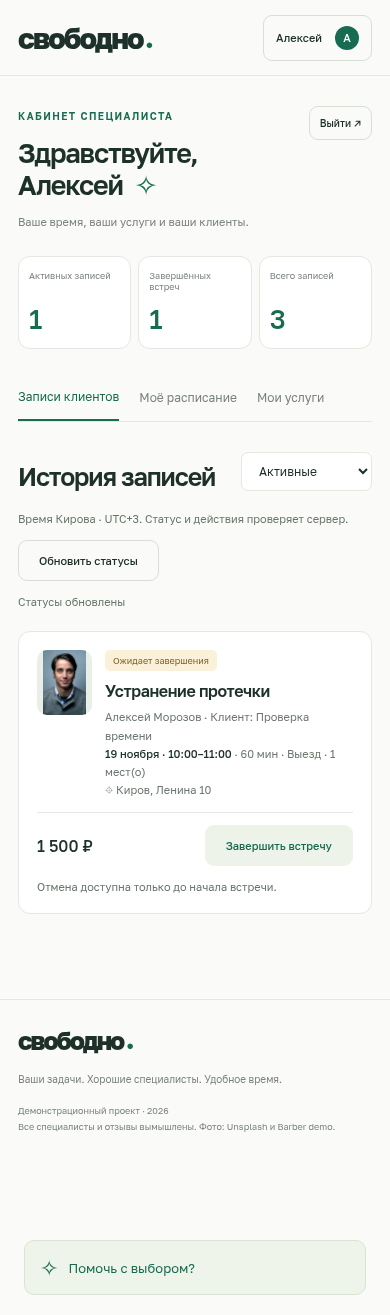 свободно.
Алексей А
КАБИНЕТ СПЕЦИАЛИСТА
Выйти ↗
Здравствуйте,
Алексей ✧
Ваше время, ваши услуги и ваши клиенты.
Активных записей
1
Завершённых
встреч
1
Всего записей
3
Записи клиентов
Моё расписание
Мои услуги
История записей
Активные
Время Кирова · UTC+3. Статус и действия проверяет сервер.
Обновить статусы
Статусы обновлены
Ожидает завершения
Устранение протечки
Алексей Морозов · Клиент: Проверка
времени
19 ноября · 10:00–11:00 · 60 мин · Выезд · 1
мест(о)
⌖ Киров, Ленина 10
1 500 ₽
Завершить встречу
Отмена доступна только до начала встречи.
свободно.
Ваши задачи. Хорошие специалисты. Удобное время.
Демонстрационный проект · 2026
Все специалисты и отзывы вымышлены. Фото: Unsplash и Barber demo.
✧ Помочь с выбором?